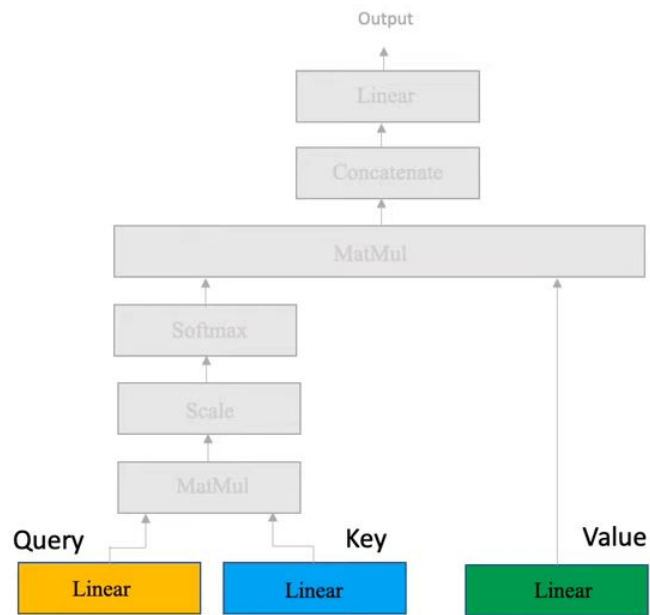 Output
Linear
Concatenate
MatMul
Softmax
Scale
MatMul
Query Key Value
Linear Linear Linear